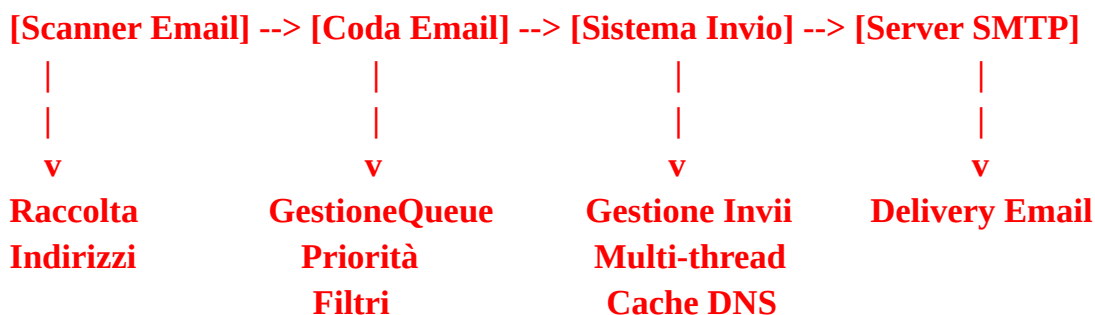 [Scanner Email] --> [Coda Email] --> [Sistema Invio] --> [Server SMTP]
| | | |
| | | |
v v v v
Raccolta GestioneQueue Gestione Invii Delivery Email
Indirizzi Priorità Multi-thread
Filtri Cache DNS